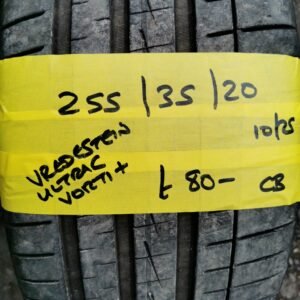 255 / 35 / 20
10/25
VREDESTEIN
ULTRAC
VORTI +
£ 80 - CB